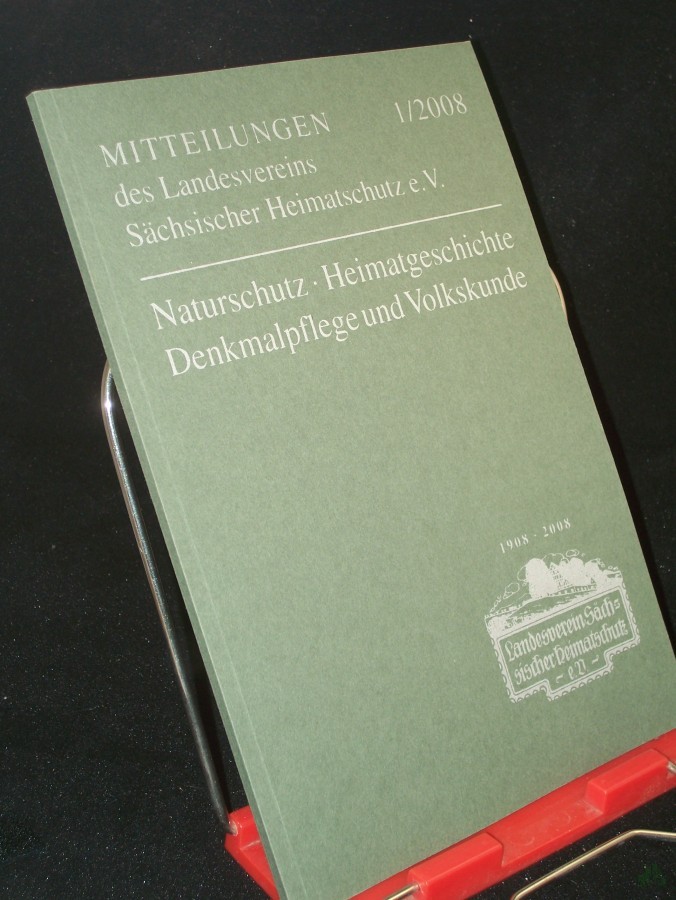 MITTEILUNGEN 1/2008
des Landesvereins
Sächsischer Heimatschutz e.V.
Naturschutz · Heimatgeschichte
Denkmalpflege und Volkskunde
1908 · 2008
Landesverein Säch-
sischer Heimatschutz
- e.V. -